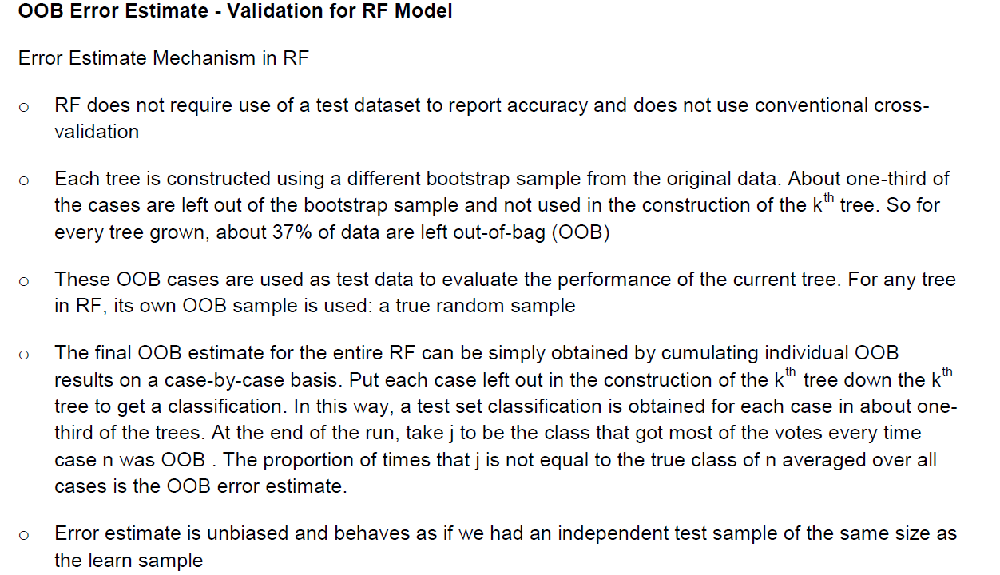 OOB Error Estimate - Validation for RF Model
Error Estimate Mechanism in RF
o RF does not require use of a test dataset to report accuracy and does not use conventional cross-
validation
o Each tree is constructed using a different bootstrap sample from the original data. About one-third of
the cases are left out of the bootstrap sample and not used in the construction of the kth tree. So for
every tree grown, about 37% of data are left out-of-bag (OOB)
o These OOB cases are used as test data to evaluate the performance of the current tree. For any tree
in RF, its own OOB sample is used: a true random sample
o The final OOB estimate for the entire RF can be simply obtained by cumulating individual OOB
results on a case-by-case basis. Put each case left out in the construction of the kth tree down the kth
tree to get a classification. In this way, a test set classification is obtained for each case in about one-
third of the trees. At the end of the run, take j to be the class that got most of the votes every time
case n was OOB . The proportion of times that j is not equal to the true class of n averaged over all
cases is the OOB error estimate.
o Error estimate is unbiased and behaves as if we had an independent test sample of the same size as
the learn sample